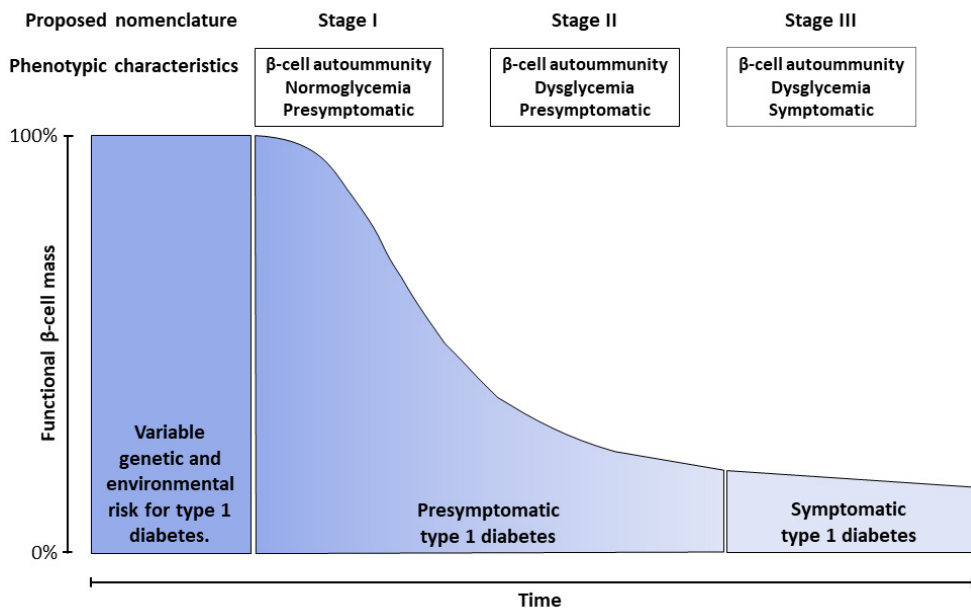 Proposed nomenclature
Stage I
Stage II
Stage III
Phenotypic characteristics
β-cell autoummunity
Normoglycemia
Presymptomatic
β-cell autoummunity
Dysglycemia
Presymptomatic
β-cell autoummunity
Dysglycemia
Symptomatic
100%
Functional β-cell mass
0%
Variable
genetic and
environmental
risk for type 1
diabetes.
Presymptomatic
type 1 diabetes
Symptomatic
type 1 diabetes
Time